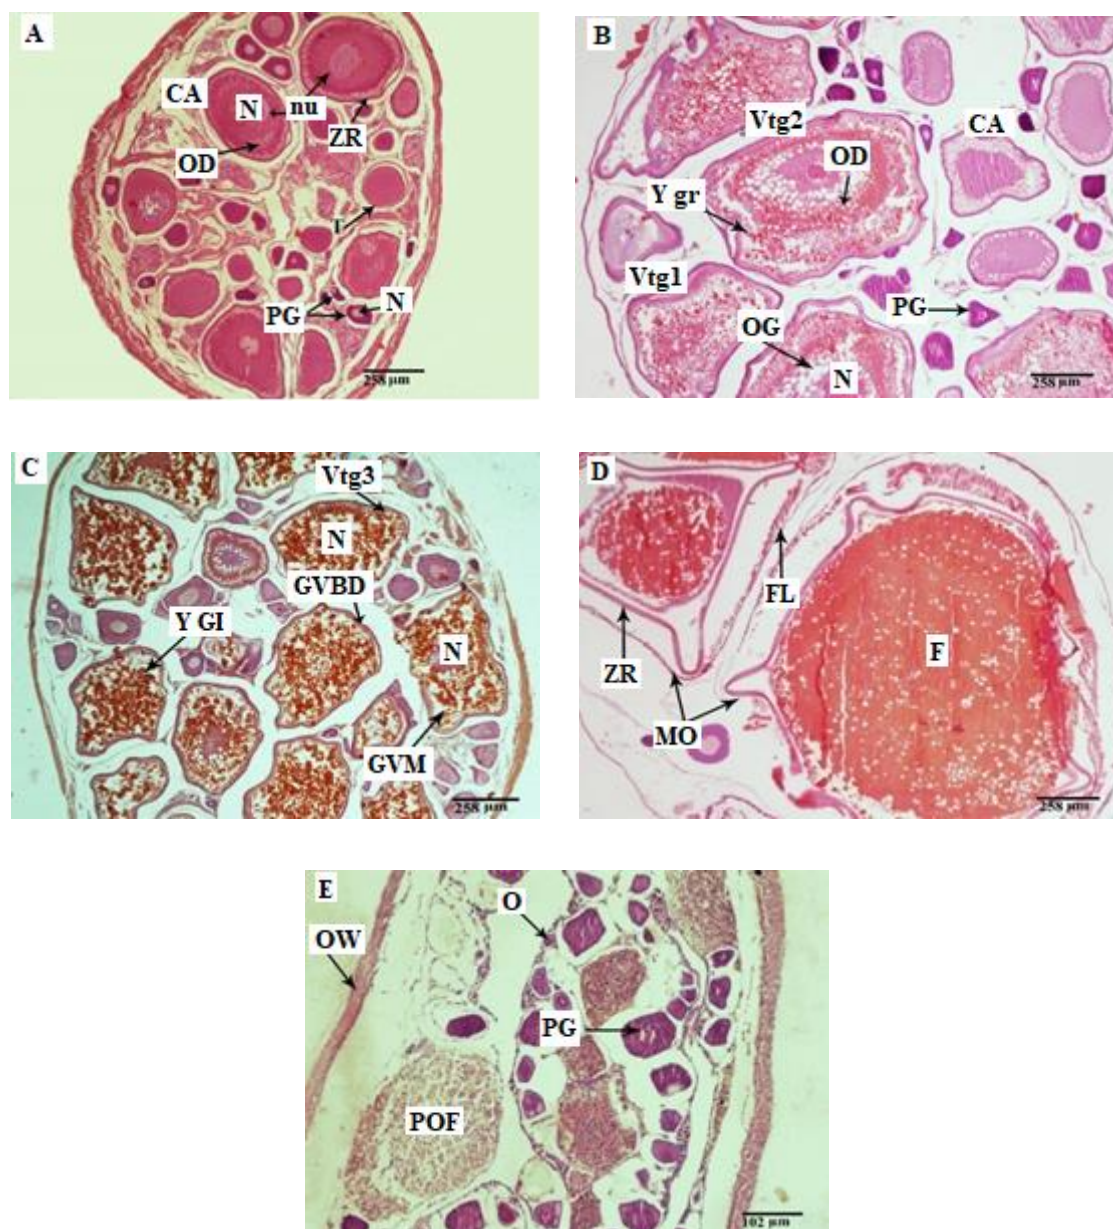 A
CA
N
nu
ZR
OD
PG
N
258 µm
B
Vtg2
CA
OD
Y gr
Vtg1
OG
PG
N
258 µm
C
Vtg3
N
GVBD
Y GI
N
GVM
258 µm
D
FL
ZR
F
MO
258 µm
E
O
OW
PG
POF
102 µm